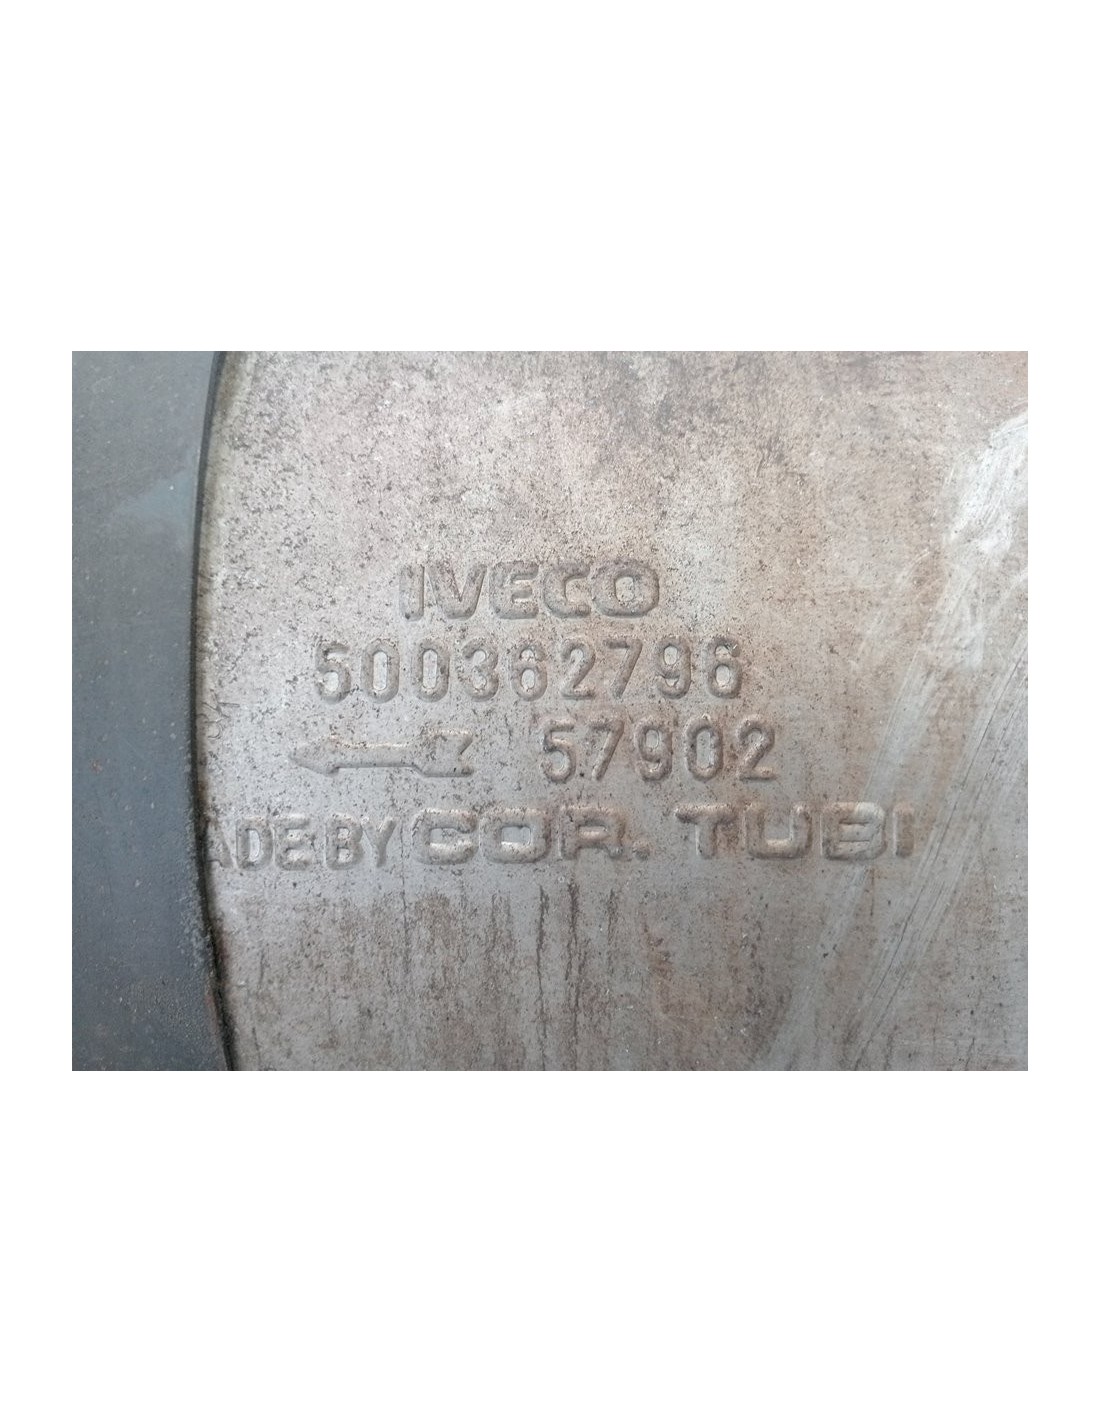 IVECO
500362796
57902
ADE BY COR. TUBI